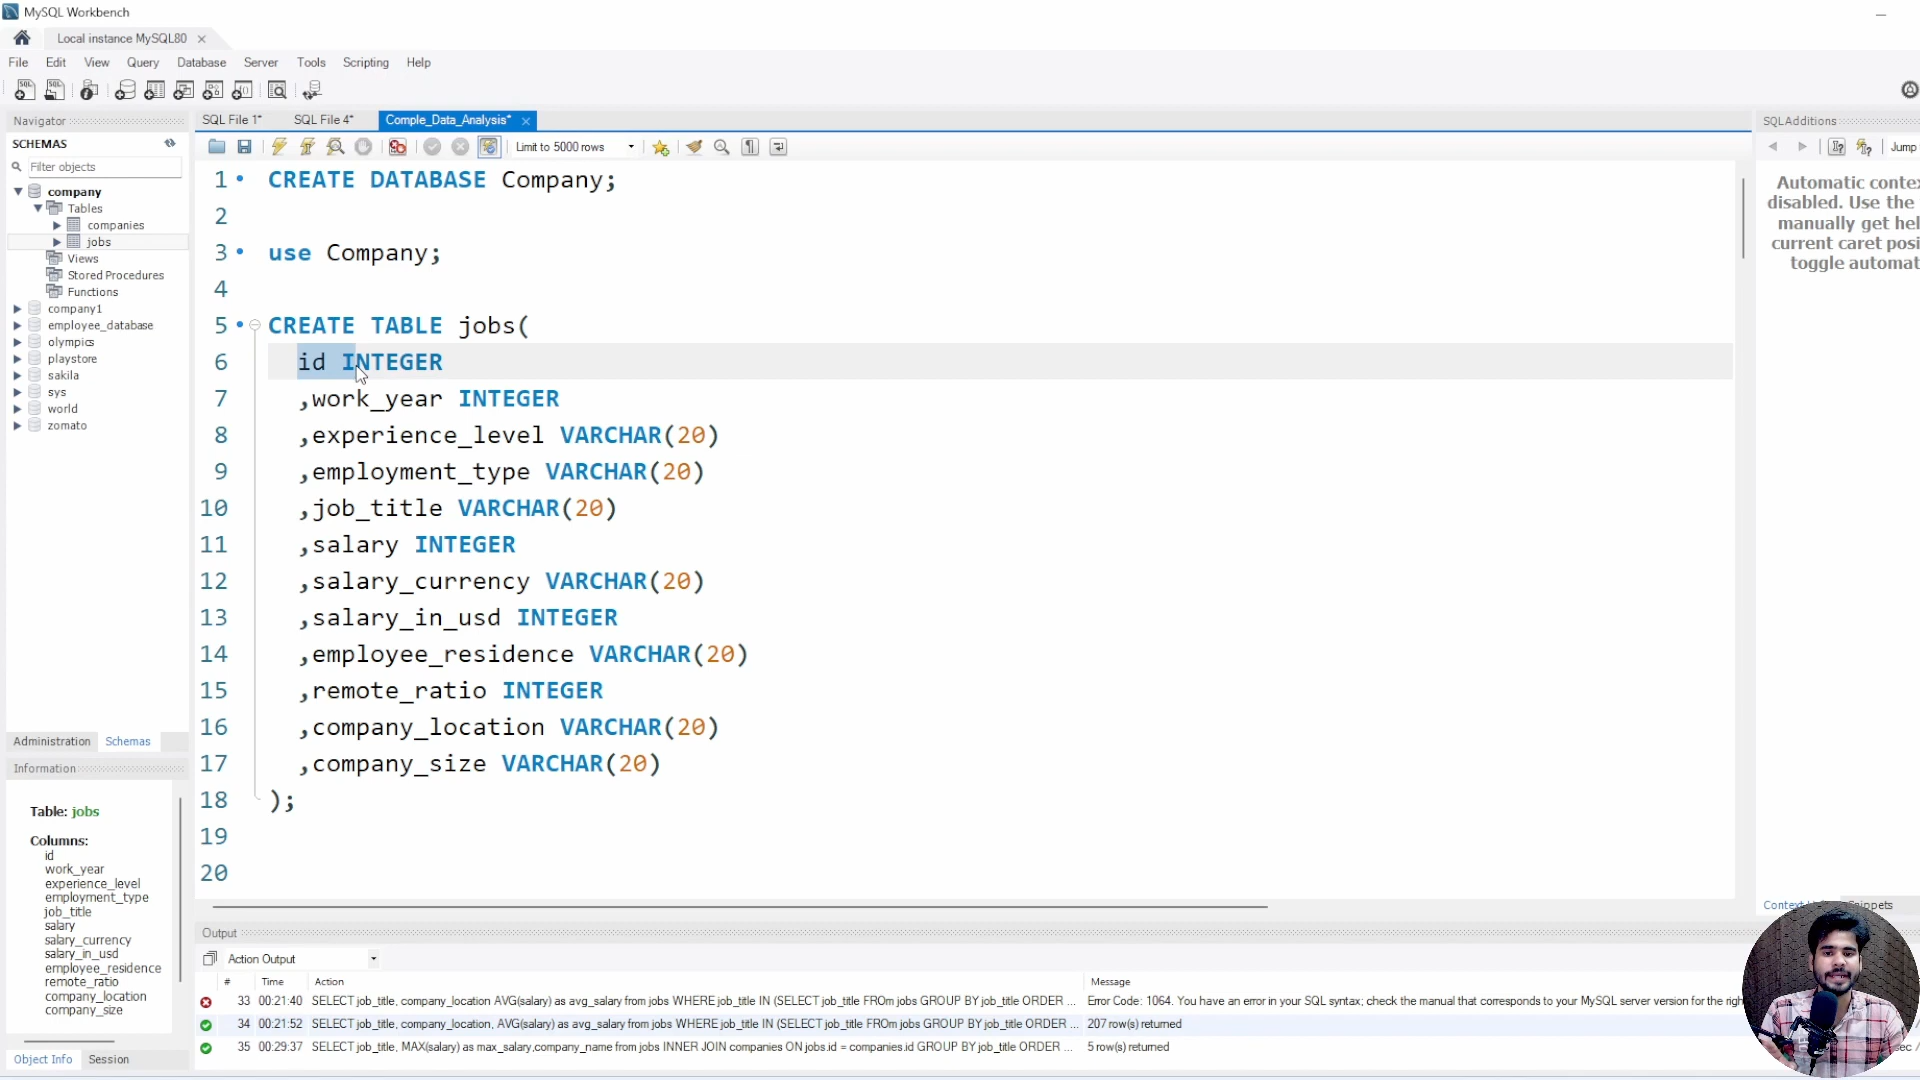 MySQL Workbench
Local instance MySQL80
File Edit View Query Database Server Tools Scripting Help
Navigator
SCHEMAS
Filter objects
company
Tables
companies
jobs
Views
Stored Procedures
Functions
company1
employee_database
olympics
playstore
sakila
sys
world
zomato
Administration Schemas
Information
Table: jobs
Columns:
id
work_year
experience_level
employment_type
job_title
salary
salary_currency
salary_in_usd
employee_residence
remote_ratio
company_location
company_size
Object Info Session
SQL File 1* SQL File 4* Comple_Data_Analysis*
Limit to 5000 rows
1 CREATE DATABASE Company;
2
3 use Company;
4
5 CREATE TABLE jobs(
6 id INTEGER
7 ,work_year INTEGER
8 ,experience_level VARCHAR(20)
9 ,employment_type VARCHAR(20)
10 ,job_title VARCHAR(20)
11 ,salary INTEGER
12 ,salary_currency VARCHAR(20)
13 ,salary_in_usd INTEGER
14 ,employee_residence VARCHAR(20)
15 ,remote_ratio INTEGER
16 ,company_location VARCHAR(20)
17 ,company_size VARCHAR(20)
18 );
19
20
Output
Action Output
# Time Action Message
33 00:21:40 SELECT job_title, company_location AVG(salary) as avg_salary from jobs WHERE job_title IN (SELECT job_title FROm jobs GROUP BY job_title ORDER ... Error Code: 1064. You have an error in your SQL syntax; check the manual that corresponds to your MySQL server version for the righ
34 00:21:52 SELECT job_title, company_location, AVG(salary) as avg_salary from jobs WHERE job_title IN (SELECT job_title FROm jobs GROUP BY job_title ORDER ... 207 row(s) returned
35 00:29:37 SELECT job_title, MAX(salary) as max_salary,company_name from jobs INNER JOIN companies ON jobs.id = companies.id GROUP BY job_title ORDER ... 5 row(s) returned
SQLAdditions
Jump
Automatic contex
disabled. Use the
manually get hel
current caret posi
toggle automat
Context